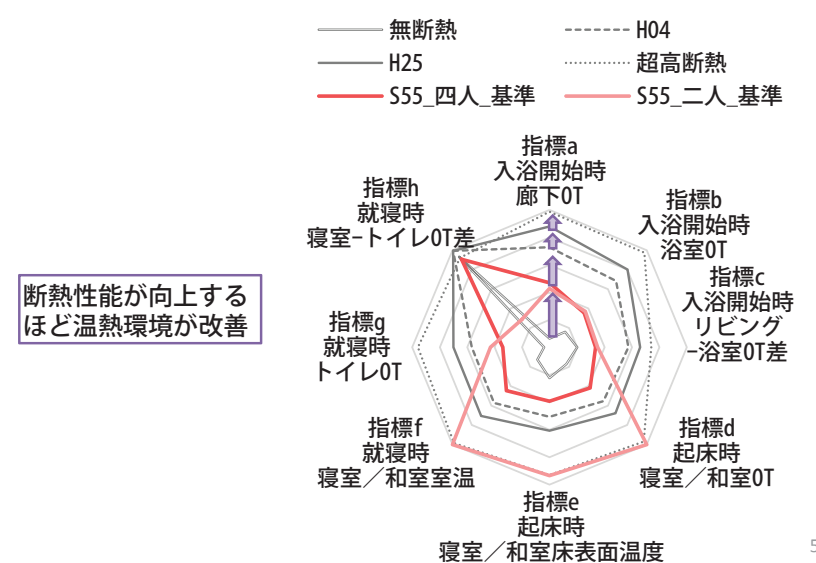 無断熱
H04
H25
超高断熱
S55_四人_基準
S55_二人_基準
指標a
入浴開始時
廊下OT
指標b
入浴開始時
浴室OT
指標c
入浴開始時
リビング
−浴室OT差
指標d
起床時
寝室／和室OT
指標e
起床時
寝室／和室床表面温度
指標f
就寝時
寝室／和室室温
指標g
就寝時
トイレOT
指標h
就寝時
寝室−トイレOT差
断熱性能が向上する
ほど温熱環境が改善
5